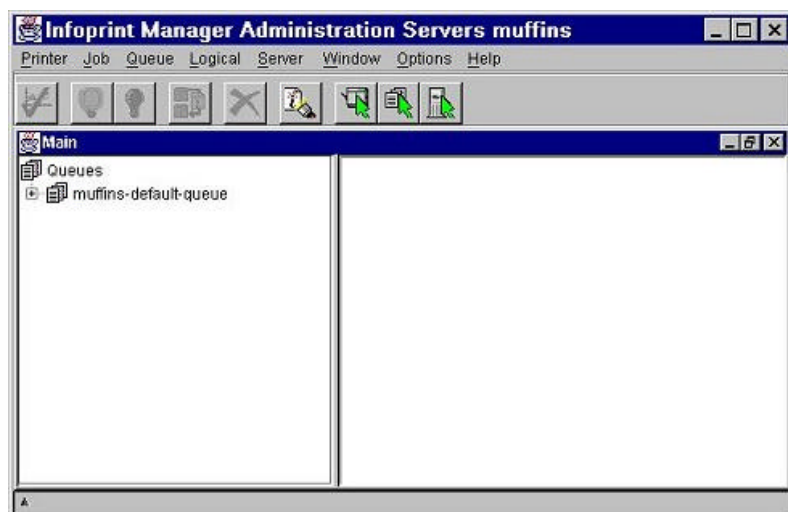 Infoprint Manager Administration Servers muffins
Printer Job Queue Logical Server Window Options Help
Main
Queues
muffins-default-queue